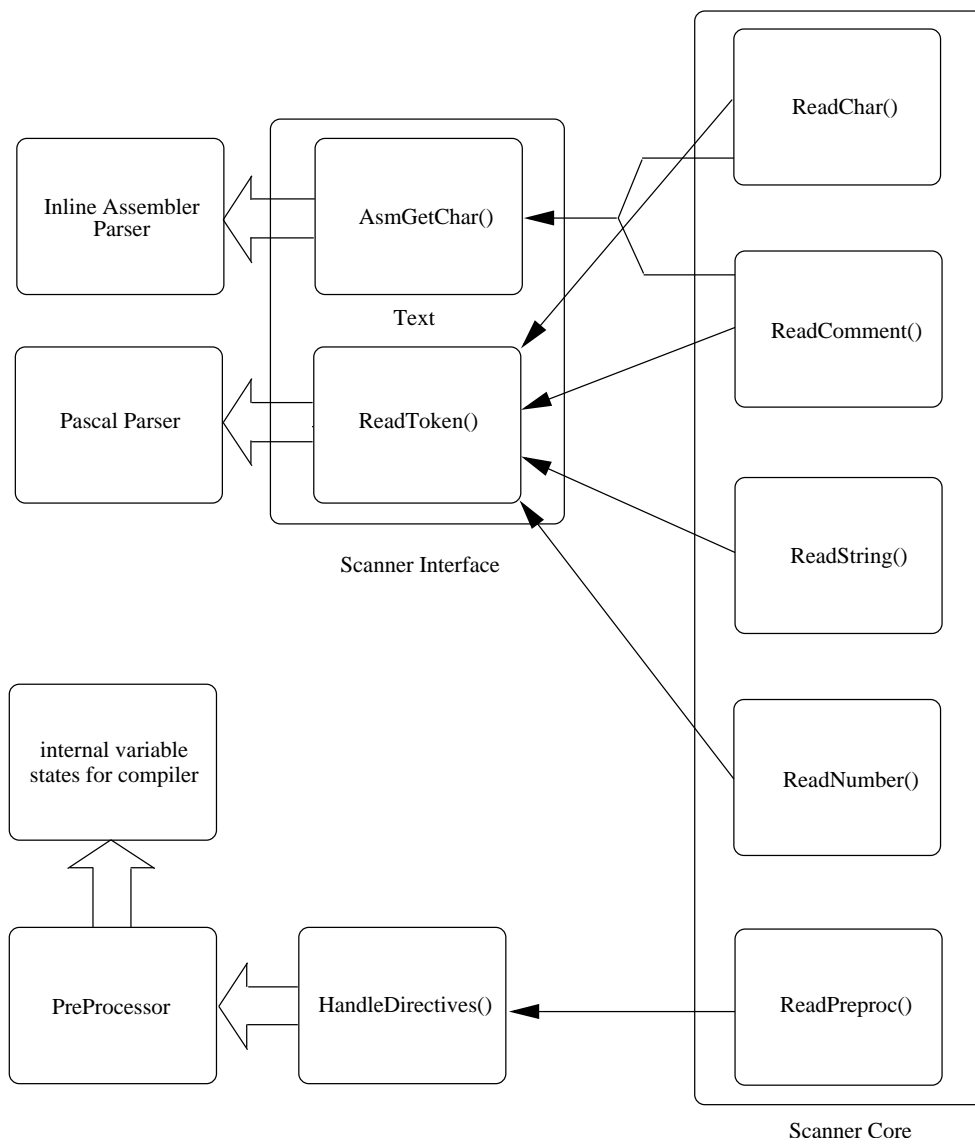 ReadChar()
Inline Assembler
Parser
AsmGetChar()
Text
ReadComment()
Pascal Parser
ReadToken()
Scanner Interface
ReadString()
internal variable
states for compiler
ReadNumber()
PreProcessor
HandleDirectives()
ReadPreproc()
Scanner Core